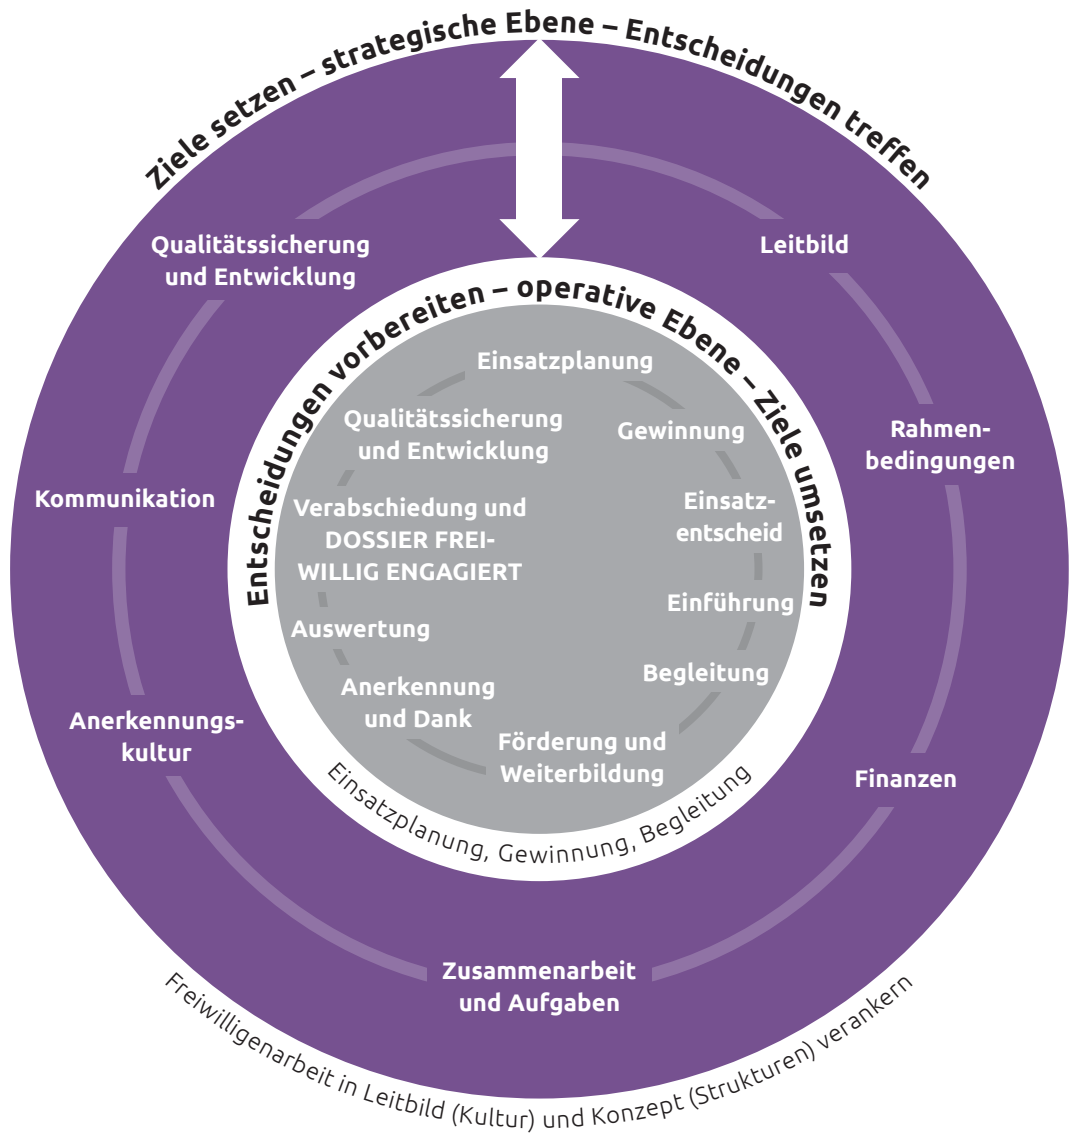 Ziele setzen – strategische Ebene – Entscheidungen treffen
Qualitätssicherung
und Entwicklung
Leitbild
Rahmen-
bedingungen
Finanzen
Zusammenarbeit
und Aufgaben
Anerkennungs-
kultur
Kommunikation
Entscheidungen vorbereiten – operative Ebene – Ziele umsetzen
Einsatzplanung
Gewinnung
Einsatz-
entscheid
Einführung
Begleitung
Förderung und
Weiterbildung
Anerkennung
und Dank
Auswertung
Verabschiedung und
DOSSIER FREI-
WILLIG ENGAGIERT
Qualitätssicherung
und Entwicklung
Einsatzplanung, Gewinnung, Begleitung
Freiwilligenarbeit in Leitbild (Kultur) und Konzept (Strukturen) verankern